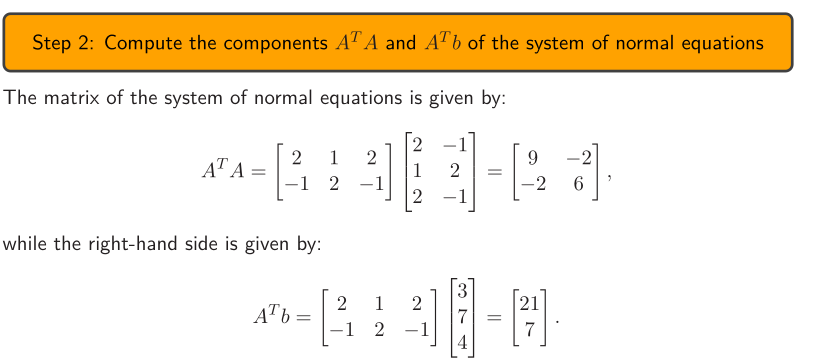 Step 2: Compute the components $A^T A$ and $A^T b$ of the system of normal equations
The matrix of the system of normal equations is given by:
$$A^T A = \begin{bmatrix} 2 & 1 & 2 \\ -1 & 2 & -1 \end{bmatrix} \begin{bmatrix} 2 & -1 \\ 1 & 2 \\ 2 & -1 \end{bmatrix} = \begin{bmatrix} 9 & -2 \\ -2 & 6 \end{bmatrix},$$
while the right-hand side is given by:
$$A^T b = \begin{bmatrix} 2 & 1 & 2 \\ -1 & 2 & -1 \end{bmatrix} \begin{bmatrix} 3 \\ 7 \\ 4 \end{bmatrix} = \begin{bmatrix} 21 \\ 7 \end{bmatrix}.$$